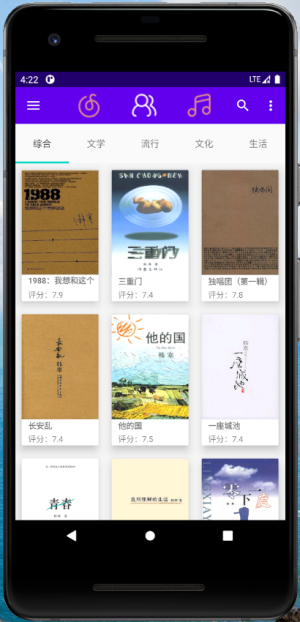 4:22
LTE
综合 文学 流行 文化 生活
1988
韩寒
SAN CHONG MEN
三重门
独唱团
1988：我想和这个
三重门
独唱团（第一辑）
评分：7.9
评分：7.4
评分：7.8
长安乱
他的国
韩寒
韩寒
一座城池
长安乱
他的国
一座城池
评分：7.4
评分：7.5
评分：7.4
青春
我所理解的生活
零下一度